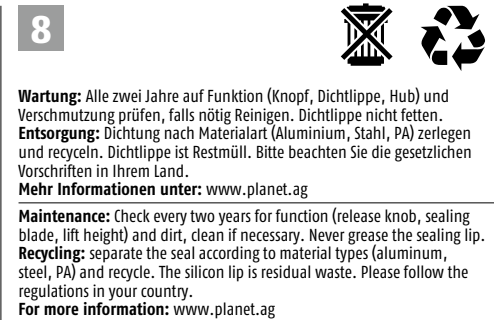 8
Wartung: Alle zwei Jahre auf Funktion (Knopf, Dichtlippe, Hub) und
Verschmutzung prüfen, falls nötig Reinigen. Dichtlippe nicht fetten.
Entsorgung: Dichtung nach Materialart (Aluminium, Stahl, PA) zerlegen
und recyceln. Dichtlippe ist Restmüll. Bitte beachten Sie die gesetzlichen
Vorschriften in Ihrem Land.
Mehr Informationen unter: www.planet.ag
Maintenance: Check every two years for function (release knob, sealing
blade, lift height) and dirt, clean if necessary. Never grease the sealing lip.
Recycling: separate the seal according to material types (aluminum,
steel, PA) and recycle. The silicon lip is residual waste. Please follow the
regulations in your country.
For more information: www.planet.ag